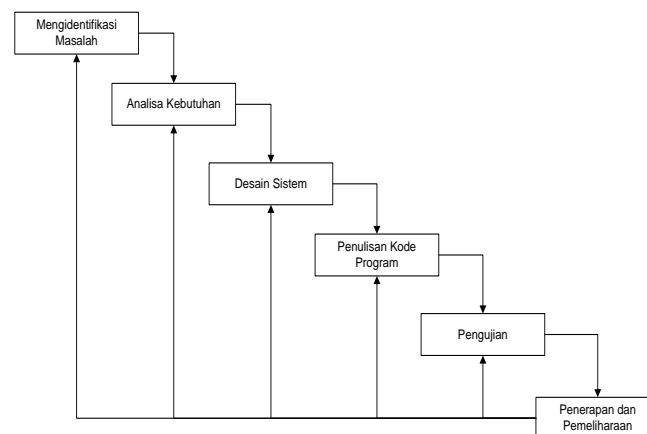 Mengidentifikasi
Masalah
Analisa Kebutuhan
Desain Sistem
Penulisan Kode
Program
Pengujian
Penerapan dan
Pemeliharaan